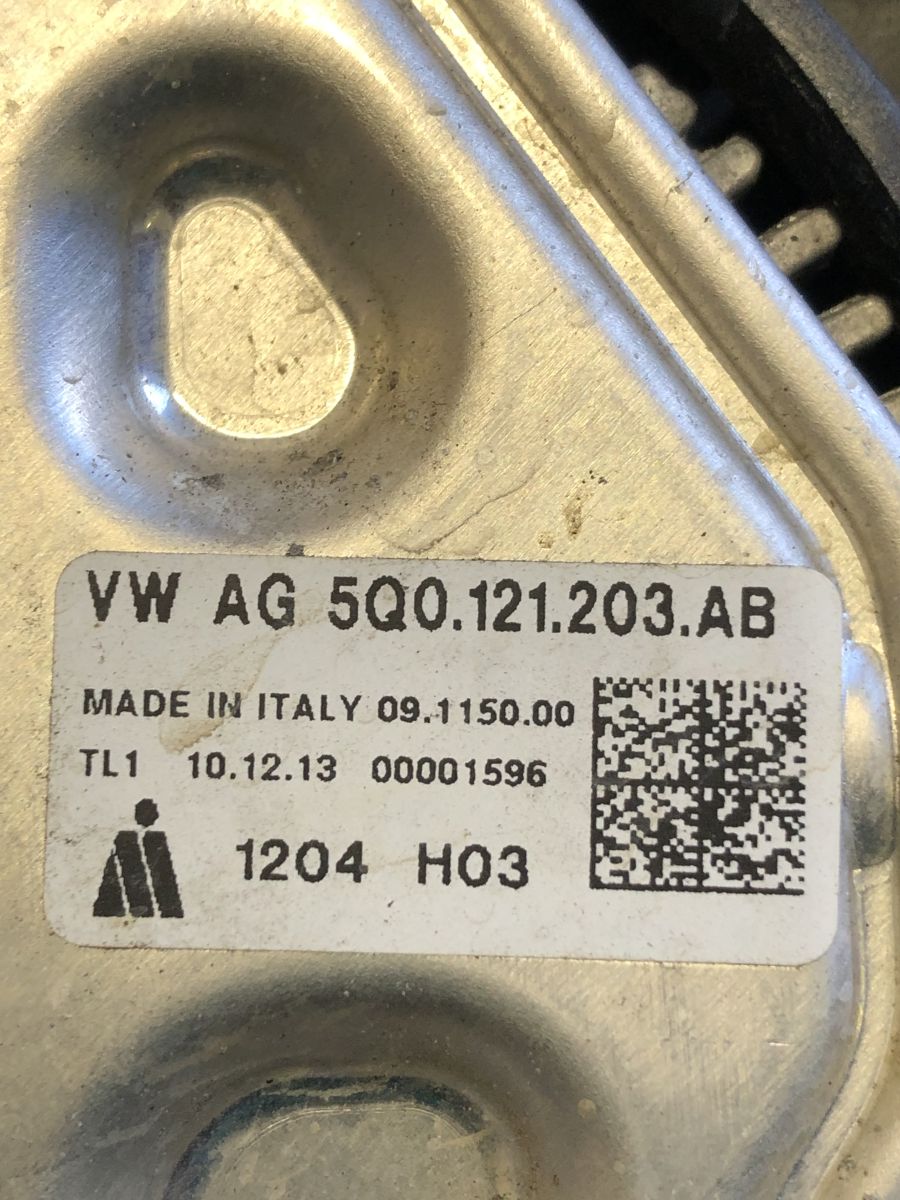 VW AG 5Q0.121.203.AB
MADE IN ITALY 09.1150.00
TL1 10.12.13 00001596
1204 H03